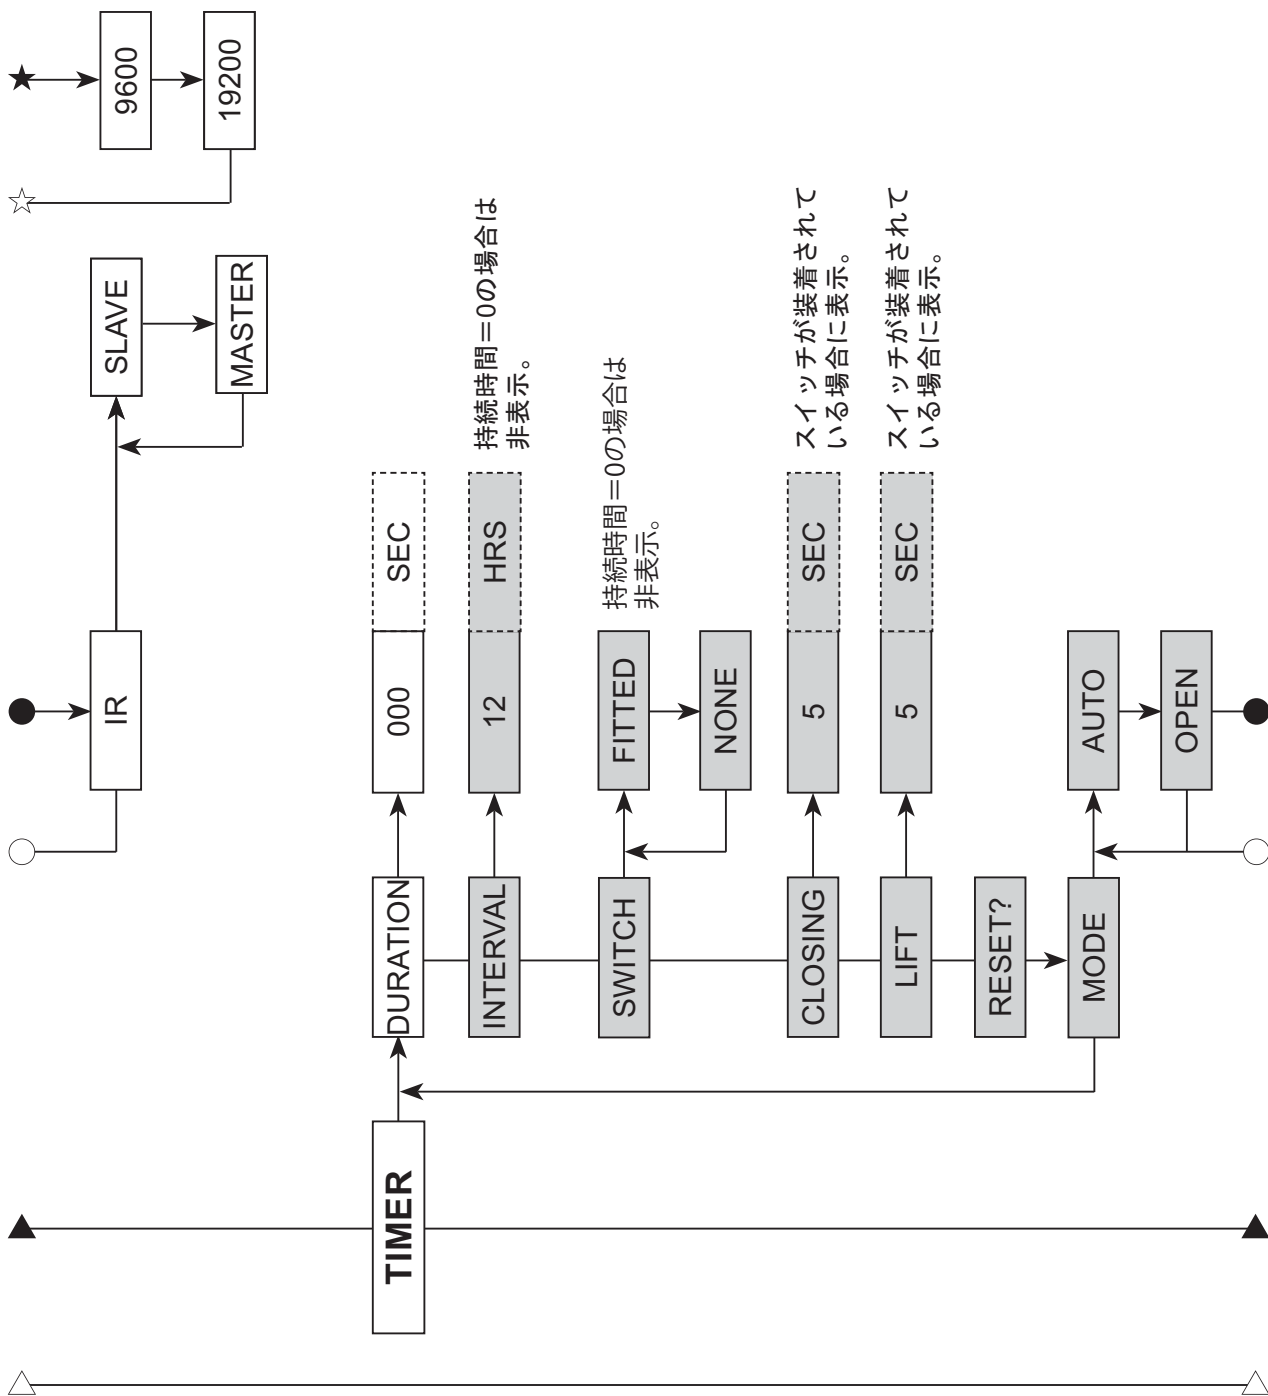 9600
19200
IR
SLAVE
MASTER
TIMER
DURATION
000
SEC
INTERVAL
12
HRS
持続時間=0の場合は
非表示。
SWITCH
FITTED
NONE
持続時間=0の場合は
非表示。
CLOSING
5
SEC
スイッチが装着されて
いる場合に表示。
LIFT
5
SEC
スイッチが装着されて
いる場合に表示。
RESET?
MODE
AUTO
OPEN